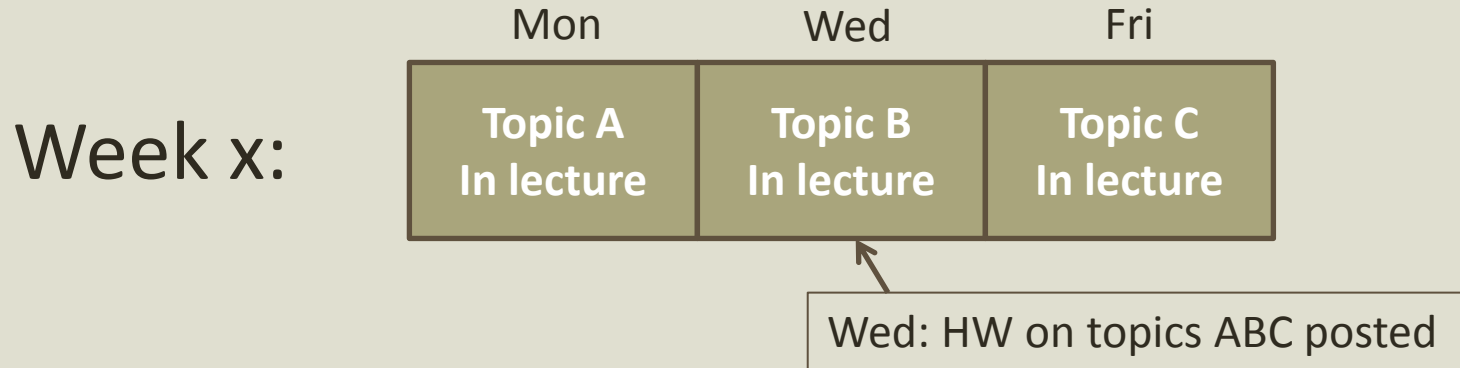 Mon Wed Fri
Week x:
Topic A
In lecture
Topic B
In lecture
Topic C
In lecture
Wed: HW on topics ABC posted